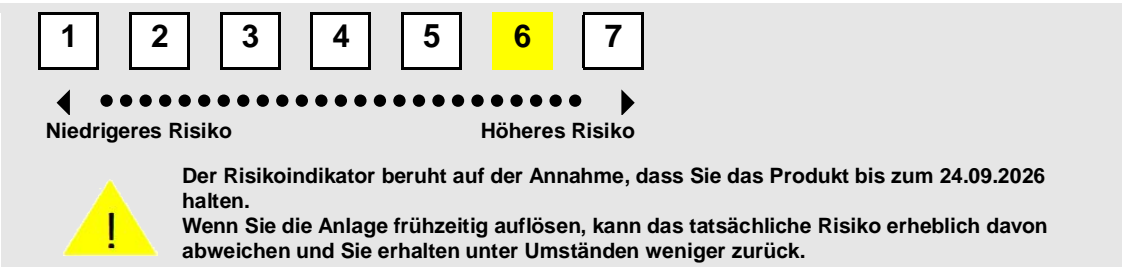 1 2 3 4 5 6 7
Niedrigeres Risiko Höheres Risiko
Der Risikoindikator beruht auf der Annahme, dass Sie das Produkt bis zum 24.09.2026
halten.
Wenn Sie die Anlage frühzeitig auflösen, kann das tatsächliche Risiko erheblich davon
abweichen und Sie erhalten unter Umständen weniger zurück.
!